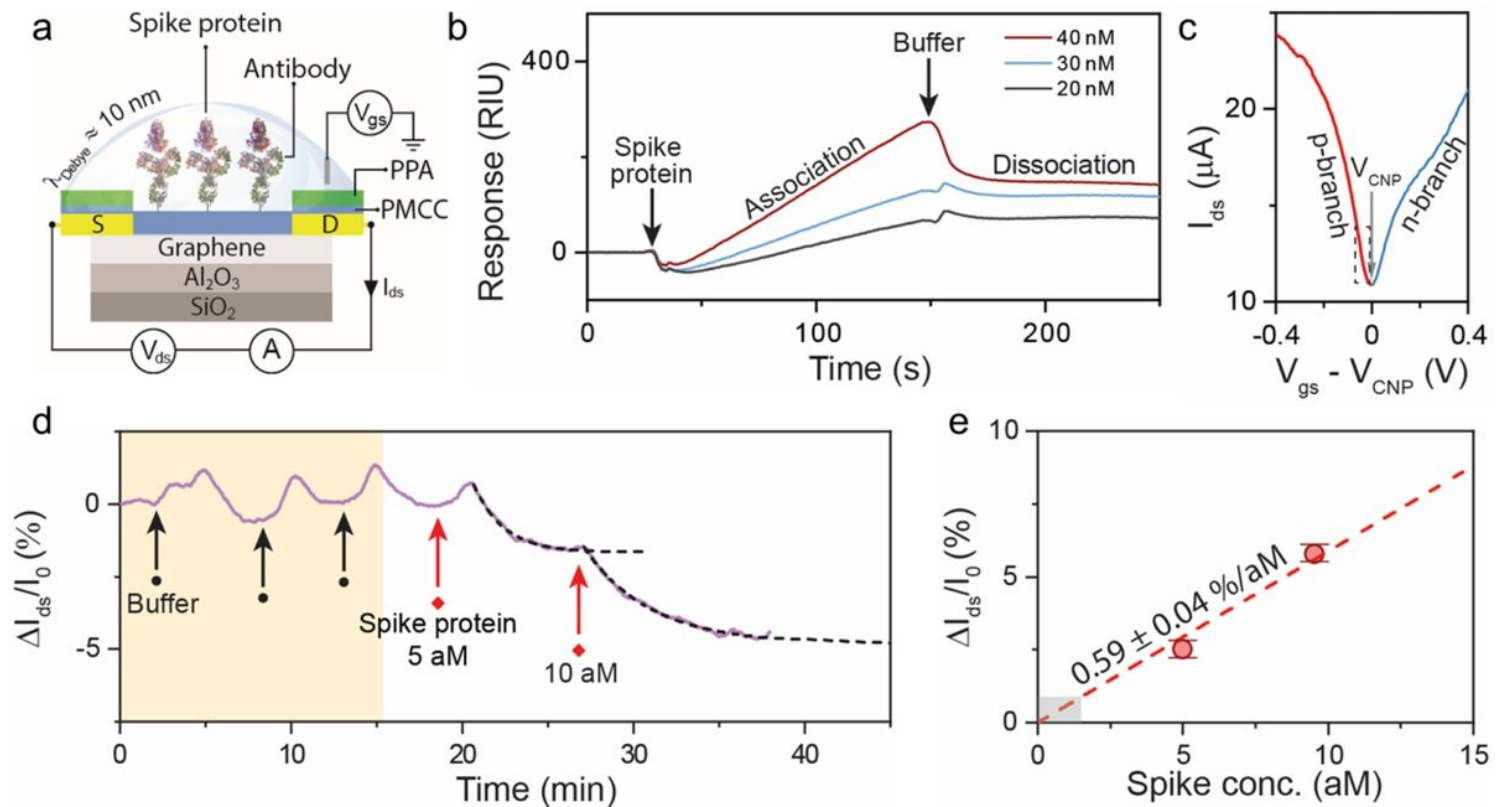 a
Spike protein
Antibody
λDebye ≈ 10 nm
Vgs
PPA
PMCC
S
D
Graphene
Al₂O₃
SiO₂
Ids
Vds
A
b
Response (RIU)
400
0
Spike
protein
Association
Buffer
Dissociation
40 nM
30 nM
20 nM
0
100
200
Time (s)
c
Ids (µA)
20
10
p-branch
VCNP
n-branch
-0.4
0
0.4
Vgs - VCNP (V)
d
ΔIds/I₀ (%)
0
-5
Buffer
Spike protein
5 aM
10 aM
0
10
20
30
40
Time (min)
e
ΔIds/I₀ (%)
10
5
0
0.59 ± 0.04 %/aM
0
5
10
15
Spike conc. (aM)